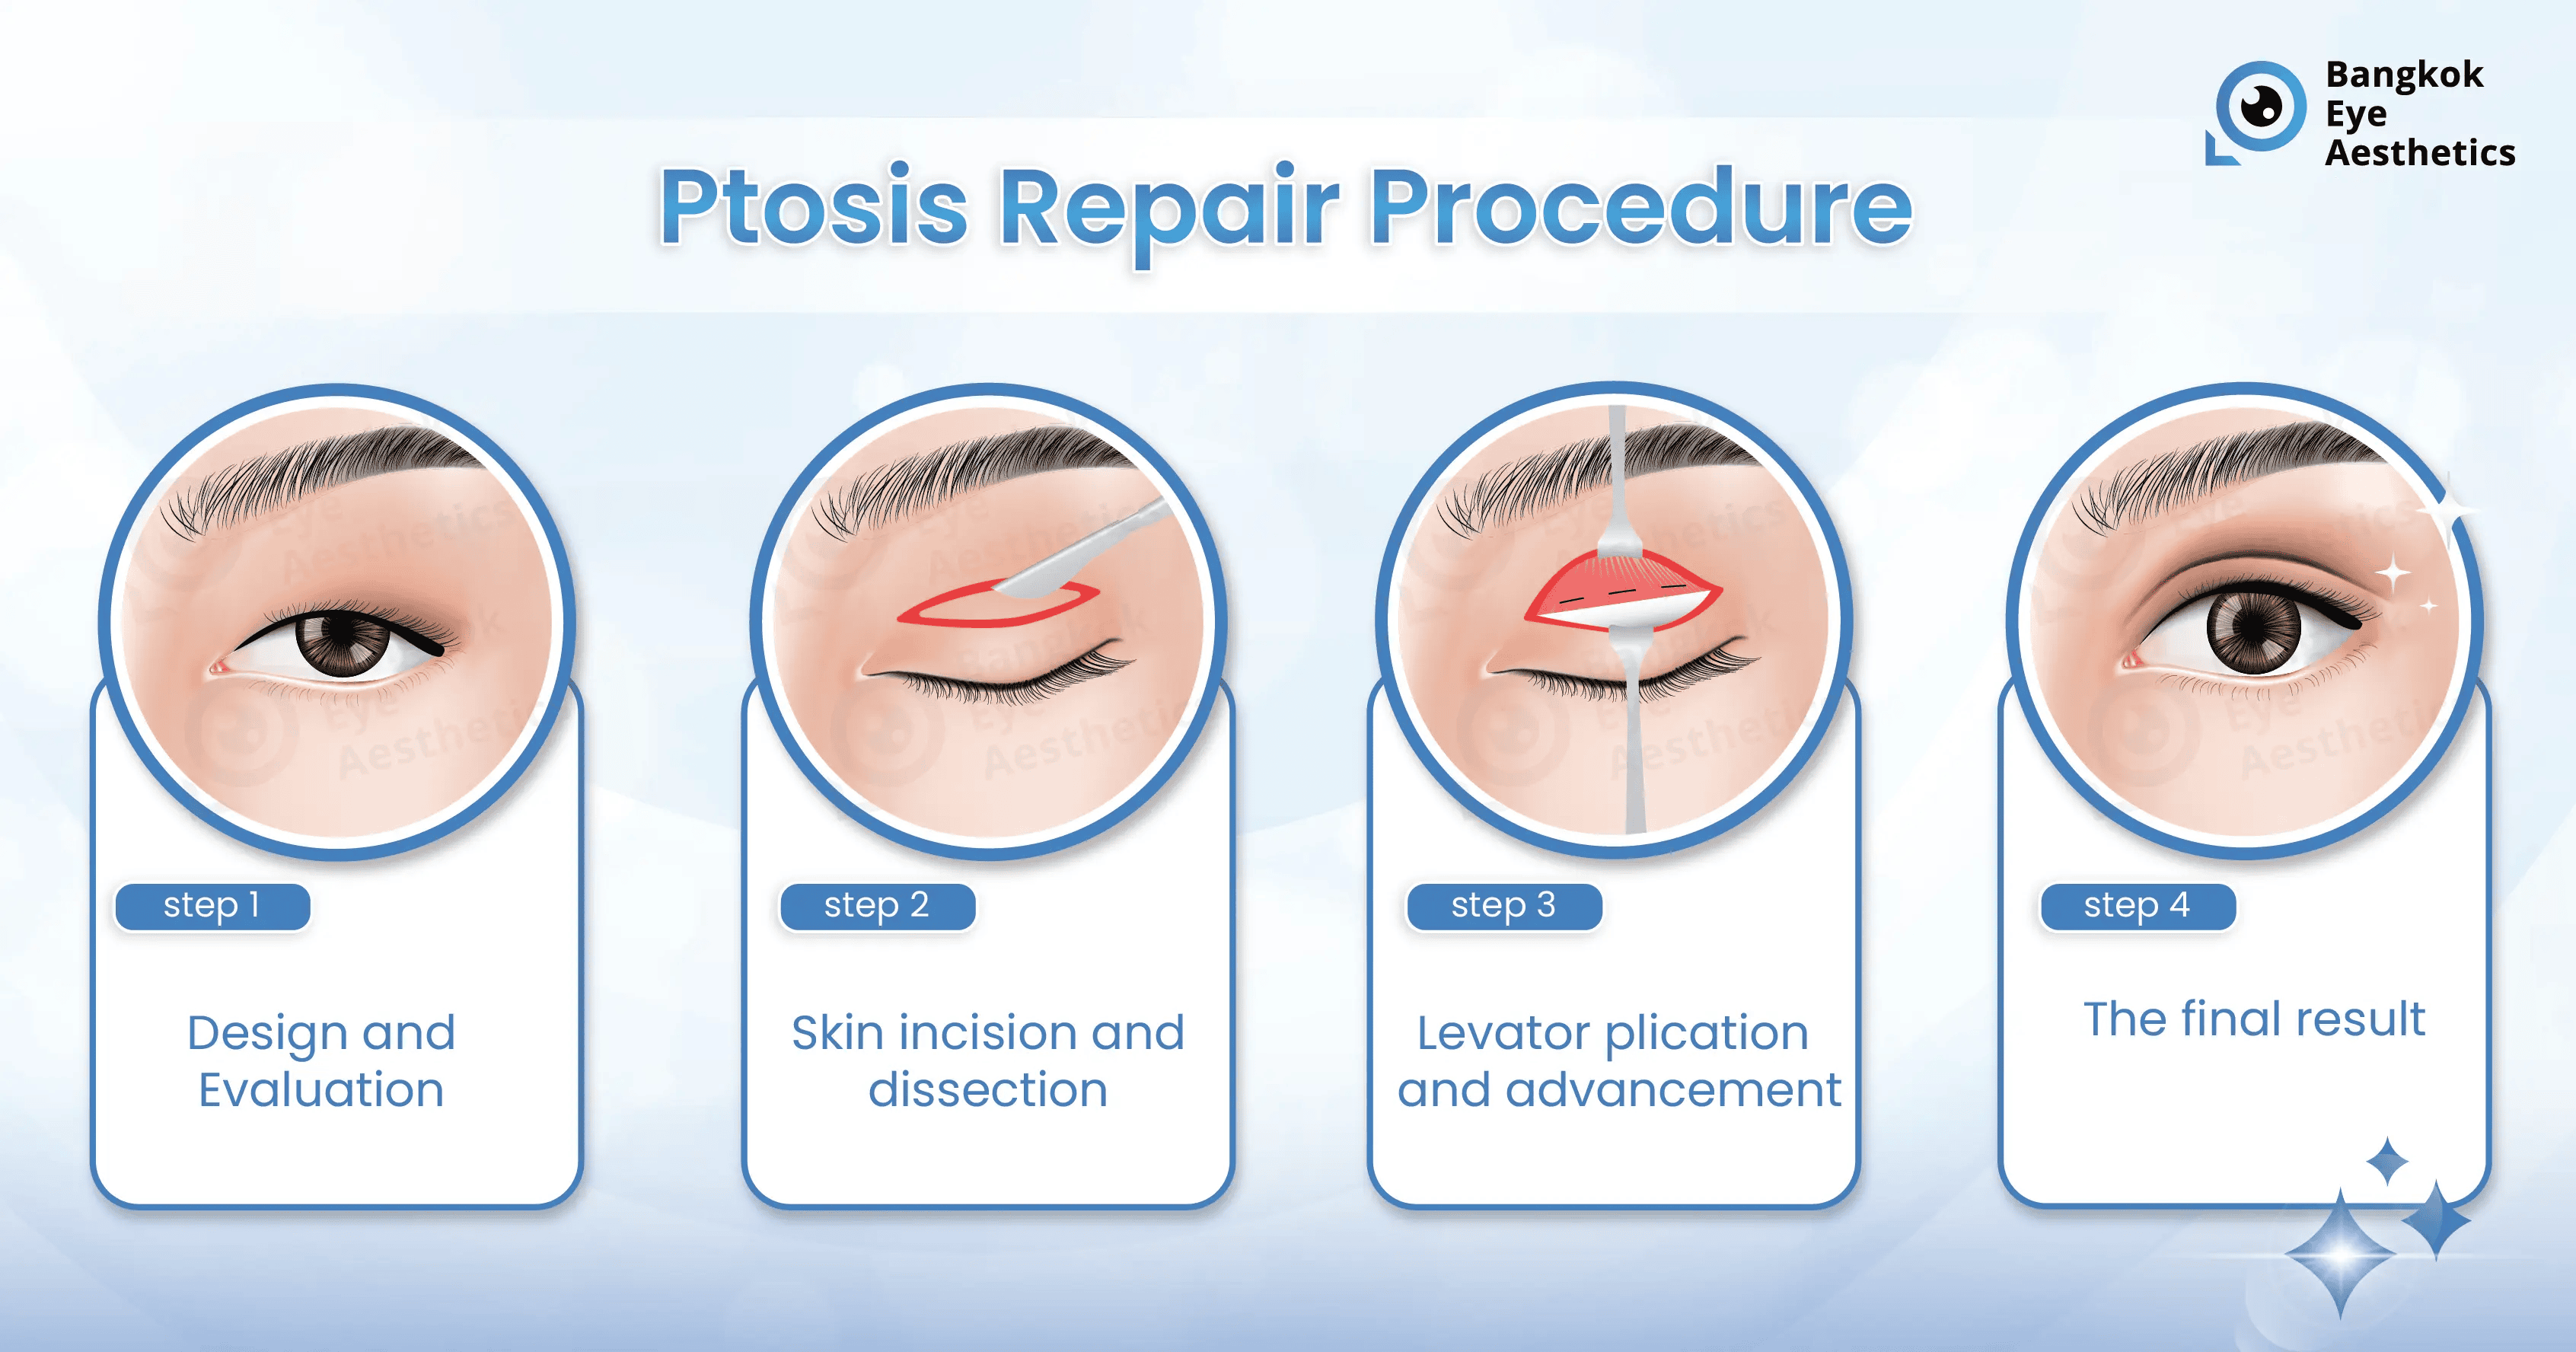 Bangkok
Eye
Aesthetics
Ptosis Repair Procedure
step 1
Design and
Evaluation
step 2
Skin incision and
dissection
step 3
Levator plication
and advancement
step 4
The final result